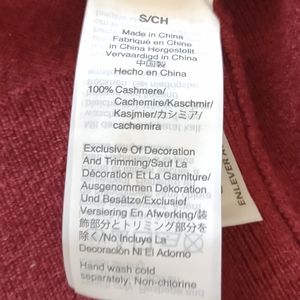 S/CH
Made in China/
Fabriqué en Chine
in China Hergestellt
Vervaardigd in China
中国製
Hecho en China
100% Cashmere/
Cachemire/Kaschmir/
Kasjmier/カシミア/
cachemira
Exclusive Of Decoration
And Trimming/Sauf La
Décoration Et La Garniture/
Ausgenommen Dekoration
Und Besätze/Exclusief
Versiering En Afwerking/装
飾部分とトリミング部分を
除く/No Incluye La
Decoración Ni El Adorno
Hand wash cold
separately, Non-chlorine
ENLEVER